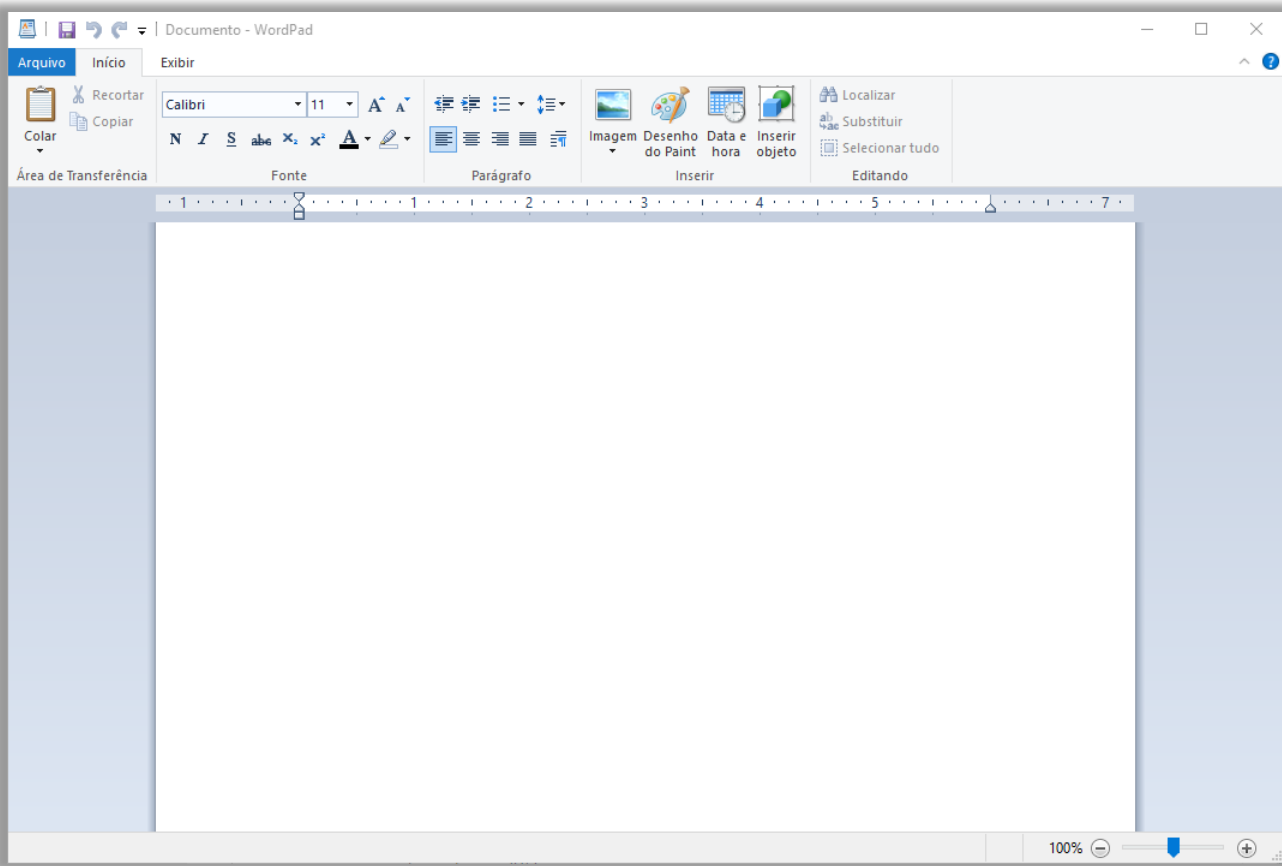 Documento - WordPad
Arquivo Início Exibir
Colar
Recortar
Copiar
Área de Transferência
Calibri 11
N I S abc X₂ X² A
Fonte
Parágrafo
Imagem
Desenho do Paint
Data e hora
Inserir objeto
Inserir
Localizar
Substituir
Selecionar tudo
Editando
1 1 2 3 4 5 7
100%